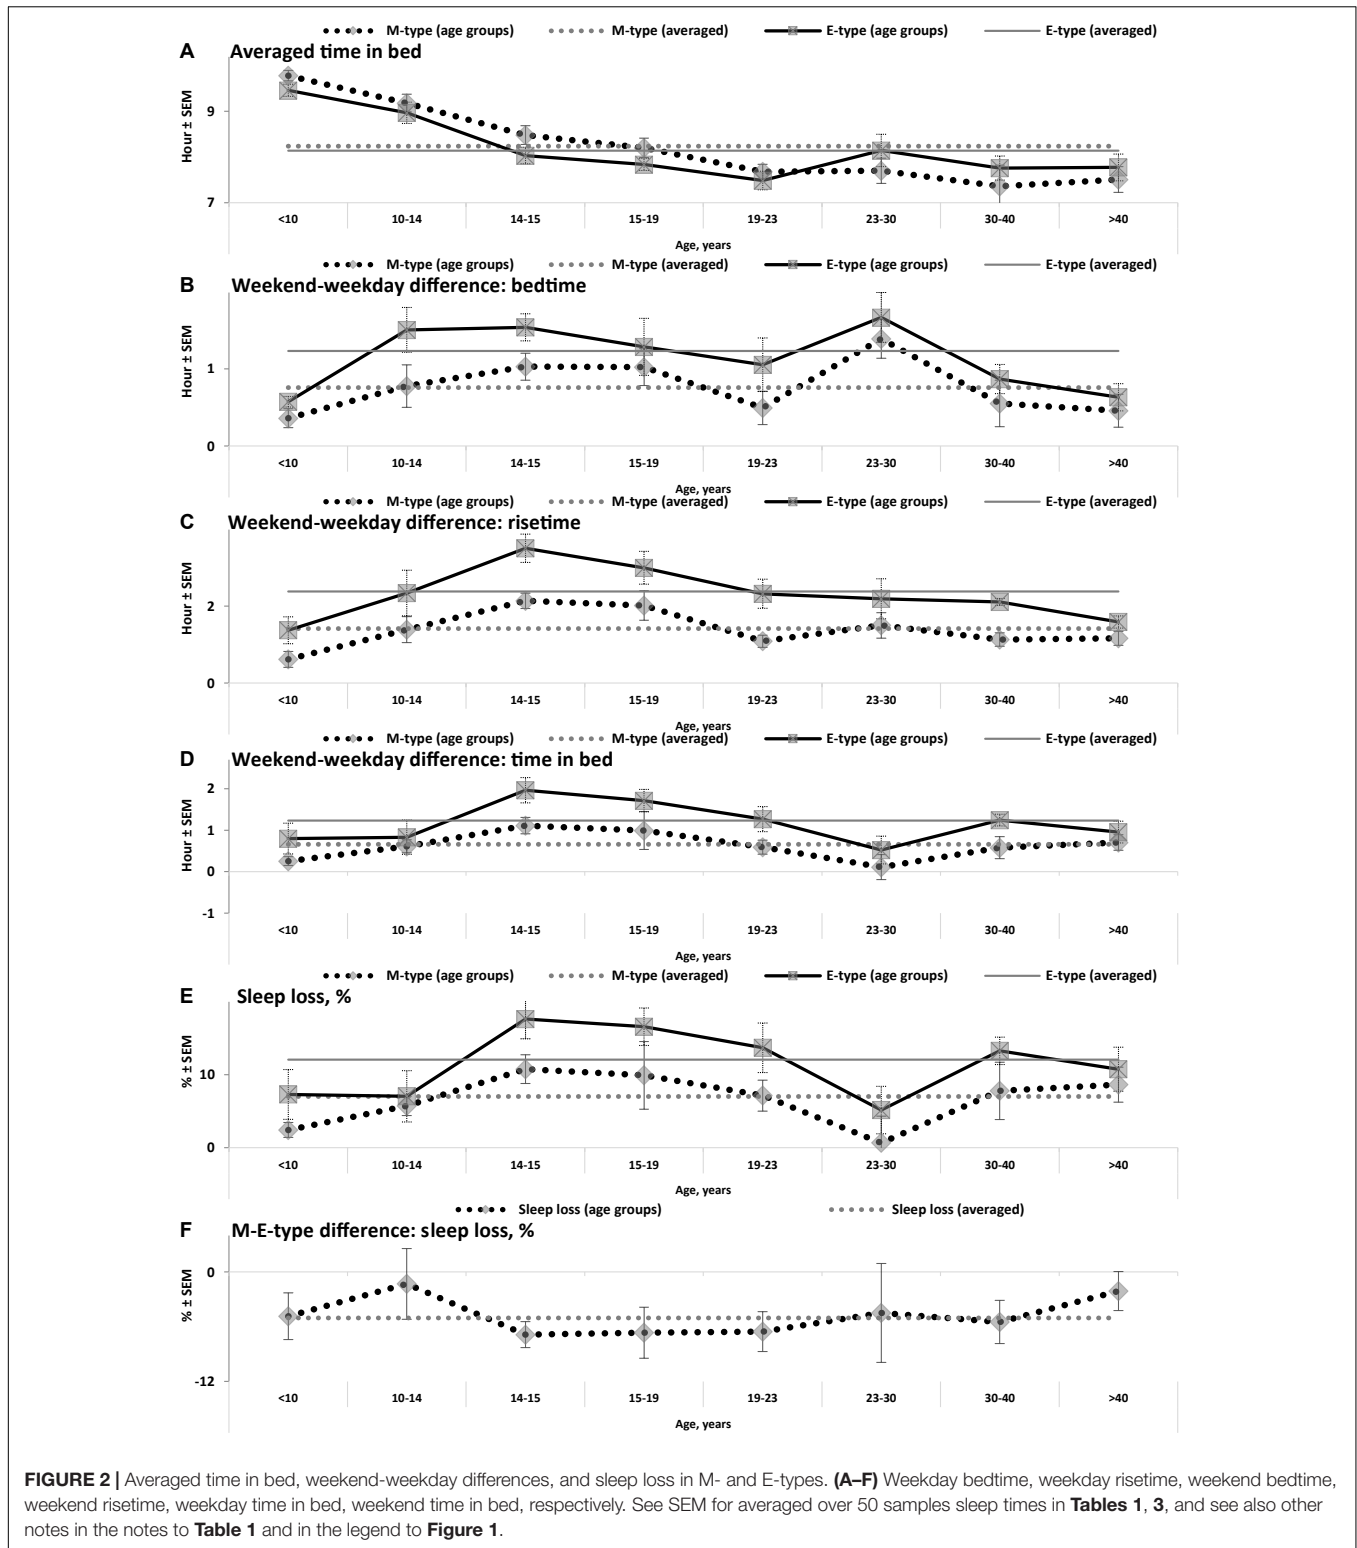 M-type (age groups) M-type (averaged) E-type (age groups) E-type (averaged)
A Averaged time in bed
Hour ± SEM
9
7
<10 10-14 14-15 15-19 19-23 23-30 30-40 >40
Age, years
M-type (age groups) M-type (averaged) E-type (age groups) E-type (averaged)
B Weekend-weekday difference: bedtime
Hour ± SEM
1
0
<10 10-14 14-15 15-19 19-23 23-30 30-40 >40
Age, years
M-type (age groups) M-type (averaged) E-type (age groups) E-type (averaged)
C Weekend-weekday difference: risetime
Hour ± SEM
2
0
<10 10-14 14-15 15-19 19-23 23-30 30-40 >40
Age, years
M-type (age groups) M-type (averaged) E-type (age groups) E-type (averaged)
D Weekend-weekday difference: time in bed
Hour ± SEM
2
1
0
-1
<10 10-14 14-15 15-19 19-23 23-30 30-40 >40
Age, years
M-type (age groups) M-type (averaged) E-type (age groups) E-type (averaged)
E Sleep loss, %
% ± SEM
10
0
<10 10-14 14-15 15-19 19-23 23-30 30-40 >40
Age, years
Sleep loss (age groups) Sleep loss (averaged)
F M-E-type difference: sleep loss, %
% ± SEM
0
-12
<10 10-14 14-15 15-19 19-23 23-30 30-40 >40
Age, years
FIGURE 2 | Averaged time in bed, weekend-weekday differences, and sleep loss in M- and E-types. (A–F) Weekday bedtime, weekday risetime, weekend bedtime,
weekend risetime, weekday time in bed, weekend time in bed, respectively. See SEM for averaged over 50 samples sleep times in Tables 1, 3, and see also other
notes in the notes to Table 1 and in the legend to Figure 1.